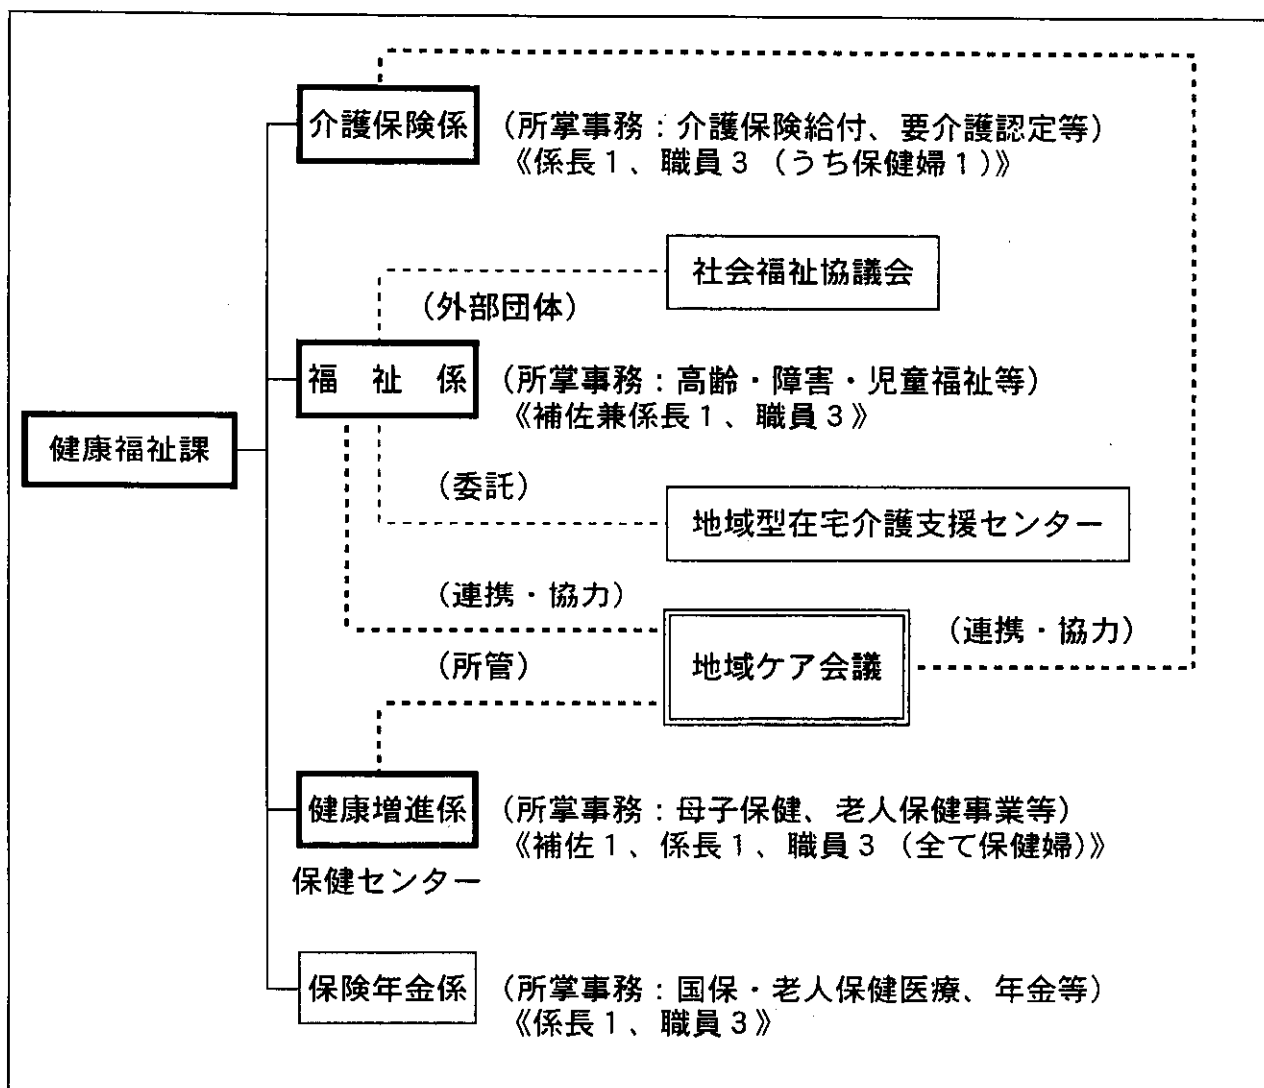 介護保険係
（所掌事務：介護保険給付、要介護認定等）
《係長１、職員３（うち保健婦１）》
社会福祉協議会
（外部団体）
福　祉　係
（所掌事務：高齢・障害・児童福祉等）
《補佐兼係長１、職員３》
健康福祉課
（委託）
地域型在宅介護支援センター
（連携・協力）
（連携・協力）
（所管）
地域ケア会議
健康増進係
（所掌事務：母子保健、老人保健事業等）
《補佐１、係長１、職員３（全て保健婦）》
保健センター
保険年金係
（所掌事務：国保・老人保健医療、年金等）
《係長１、職員３》